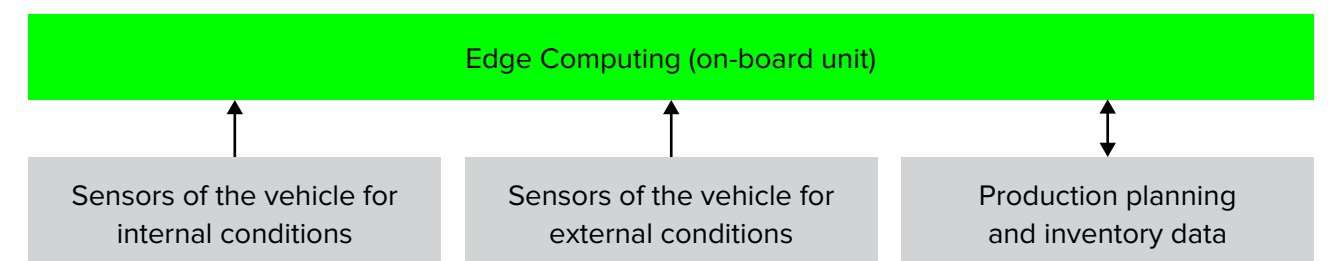 Edge Computing (on-board unit)
Sensors of the vehicle for
internal conditions
Sensors of the vehicle for
external conditions
Production planning
and inventory data